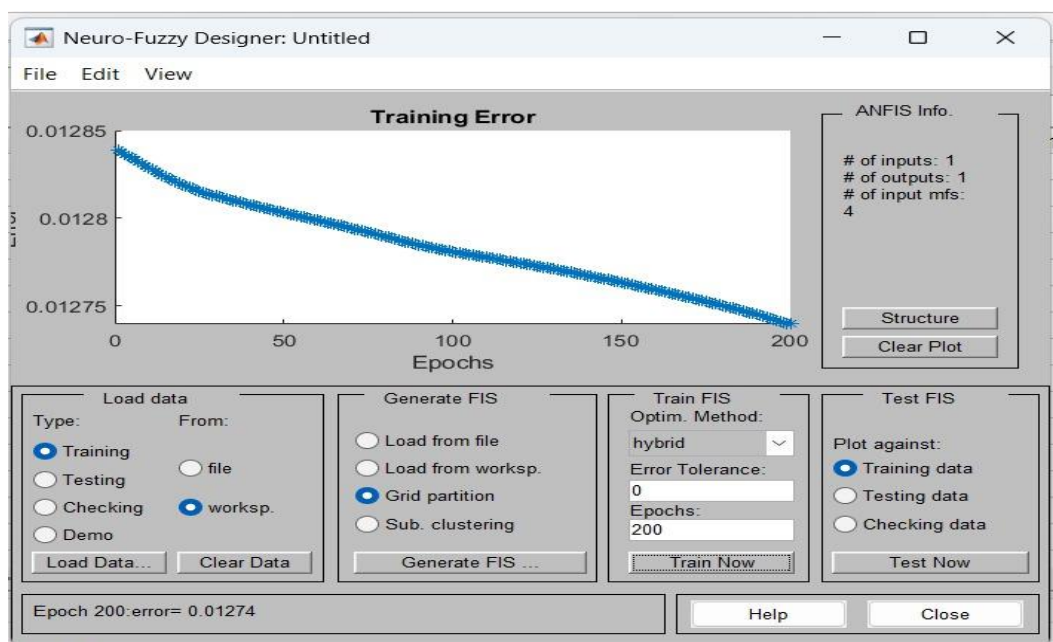 Neuro-Fuzzy Designer: Untitled
File Edit View
Training Error
0.01285
0.0128
0.01275
0 50 100 150 200
Epochs
ANFIS Info.
# of inputs: 1
# of outputs: 1
# of input mfs:
4
Structure
Clear Plot
Load data
Type: From:
Training
file
Testing
Checking
worksp.
Demo
Load Data... Clear Data
Generate FIS
Load from file
Load from worksp.
Grid partition
Sub. clustering
Generate FIS ...
Train FIS
Optim. Method:
hybrid
Error Tolerance:
0
Epochs:
200
Train Now
Test FIS
Plot against:
Training data
Testing data
Checking data
Test Now
Epoch 200:error= 0.01274
Help Close